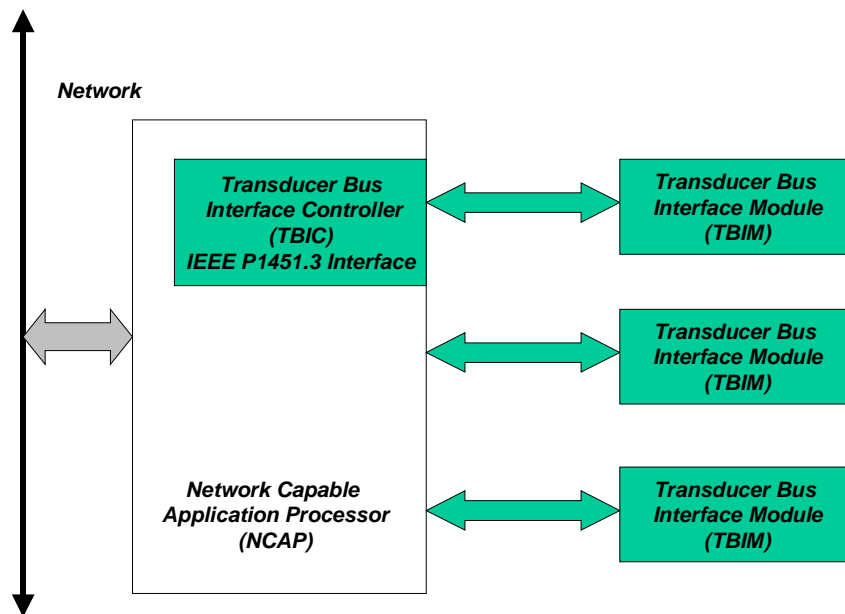 Network
Transducer Bus
Interface Controller
(TBIC)
IEEE P1451.3 Interface
Transducer Bus
Interface Module
(TBIM)
Transducer Bus
Interface Module
(TBIM)
Network Capable
Application Processor
(NCAP)
Transducer Bus
Interface Module
(TBIM)